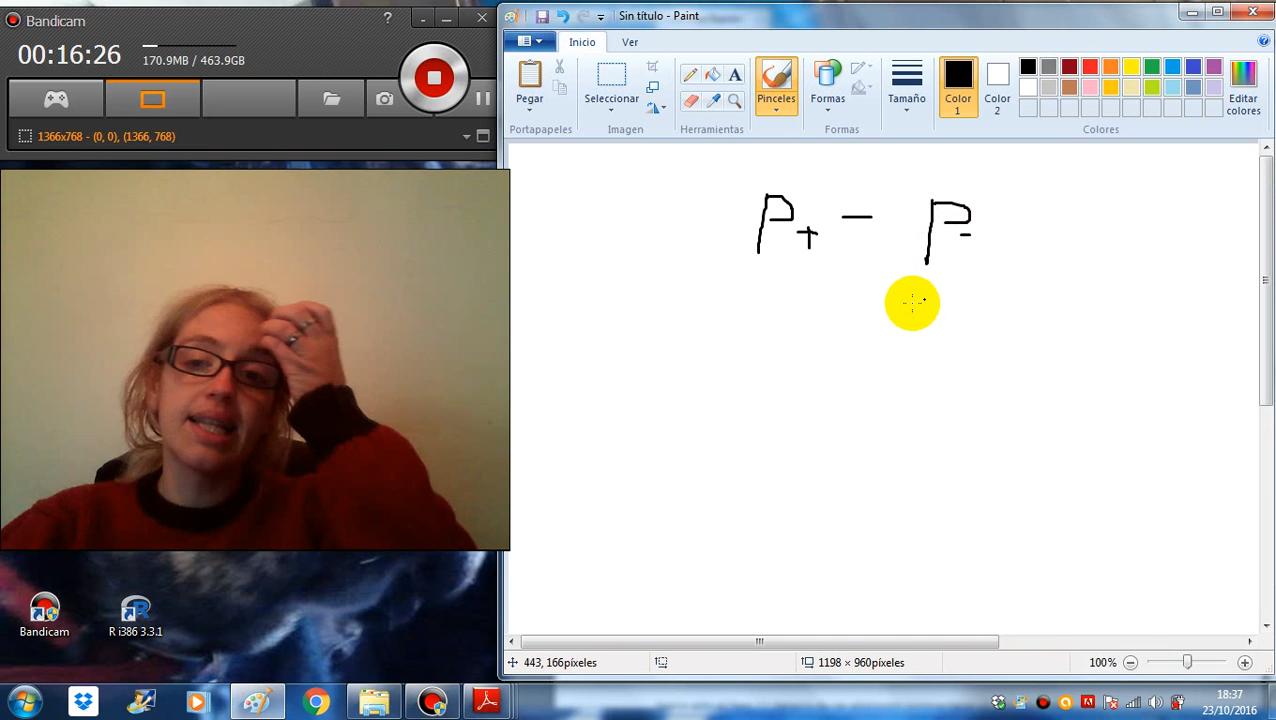 Bandicam
?
00:16:26
170.9MB / 463.9GB
1366x768 - (0, 0), (1366, 768)
Sin título - Paint
Inicio
Ver
Pegar
Seleccionar
A
Pinceles
Formas
Tamaño
Color 1
Color 2
Editar colores
Portapapeles
Imagen
Herramientas
Formas
Colores
P+ − P-
Bandicam
R i386 3.3.1
443, 166píxeles
1198 × 960píxeles
100%
18:37
23/10/2016